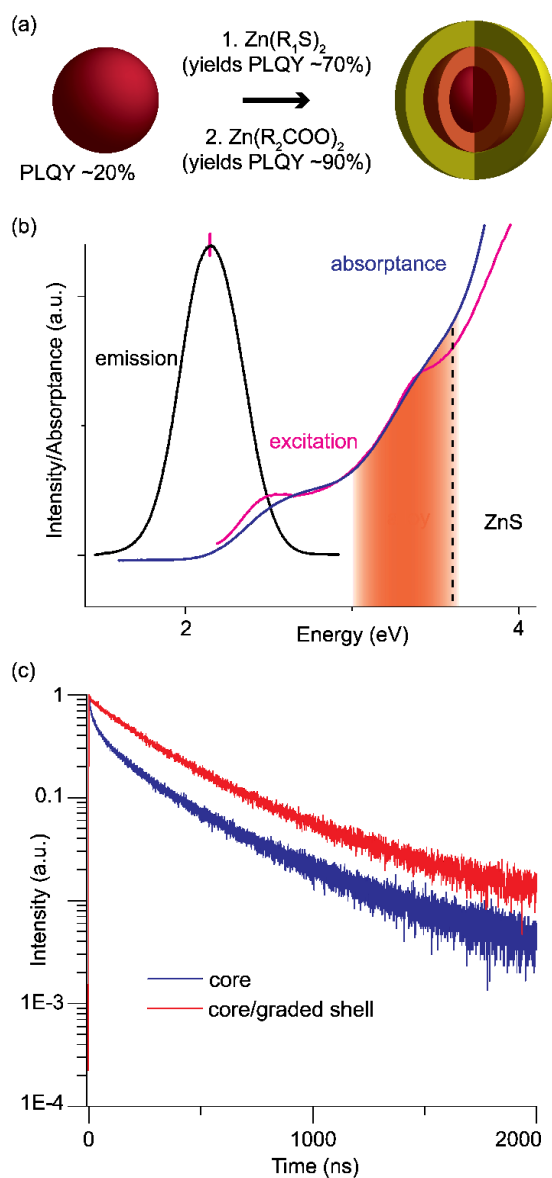 (a)
1. Zn(R₁S)₂
(yields PLQY ~70%)
2. Zn(R₂COO)₂
(yields PLQY ~90%)
PLQY ~20%
(b)
absorptance
emission
excitation
ZnS
Intensity/Absorptance (a.u.)
2
4
Energy (eV)
(c)
1
0.1
1E-3
1E-4
Intensity (a.u.)
core
core/graded shell
0
1000
2000
Time (ns)